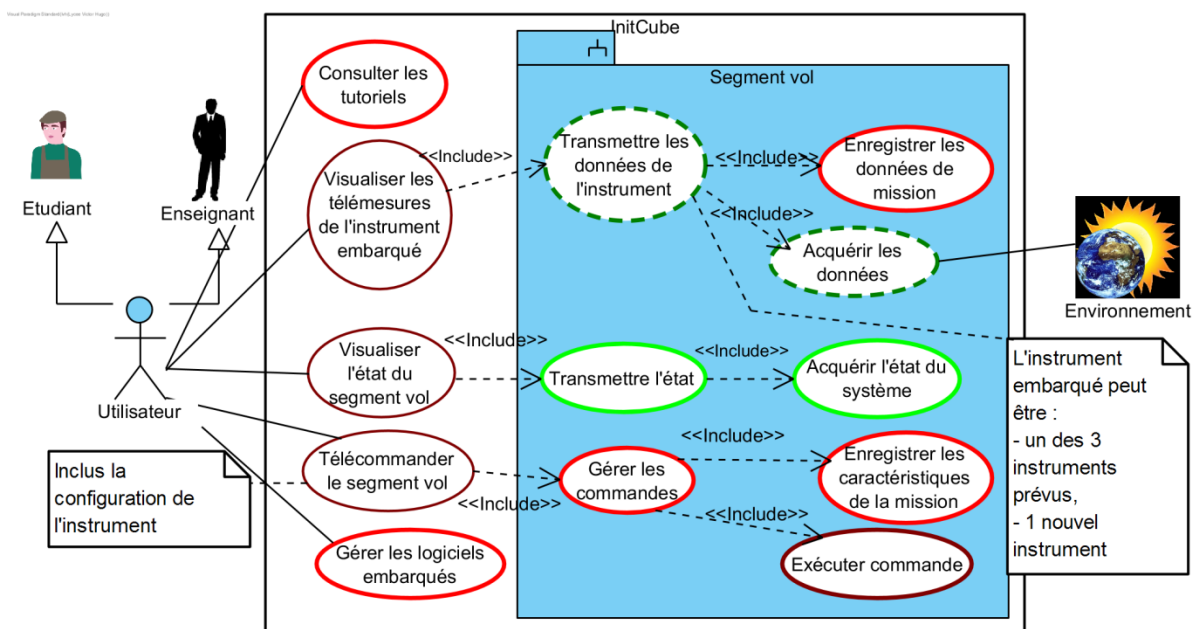 Visual Paradigm Standard(
InitCube
Segment vol
Consulter les
tutoriels
Etudiant
Enseignant
Visualiser les
télémesures
de l'instrument
embarqué
<<Include>>
Transmettre les
données de
l'instrument
<<Include>>
Enregistrer les
données de
mission
<<Include>>
Acquérir les
données
Environnement
Utilisateur
Visualiser
l'état du
segment vol
<<Include>>
Transmettre l'état
<<Include>>
Acquérir l'état du
système
L'instrument
embarqué peut
être :
- un des 3
instruments
prévus,
- 1 nouvel
instrument
Inclus la
configuration de
l'instrument
Télécommander
le segment vol
<<Include>>
Gérer les
commandes
<<Include>>
Enregistrer les
caractéristiques
de la mission
<<Include>>
Exécuter commande
Gérer les logiciels
embarqués